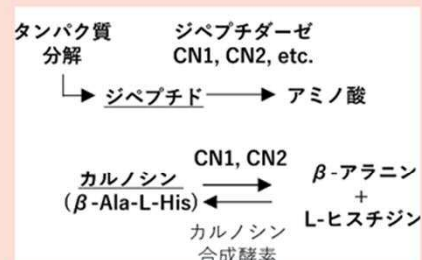 タンパク質
分解
ジペプチダーゼ
CN1, CN2, etc.
ジペプチド
アミノ酸
CN1, CN2
カルノシン
(β-Ala-L-His)
β-アラニン
+
L-ヒスチジン
カルノシン
合成酵素